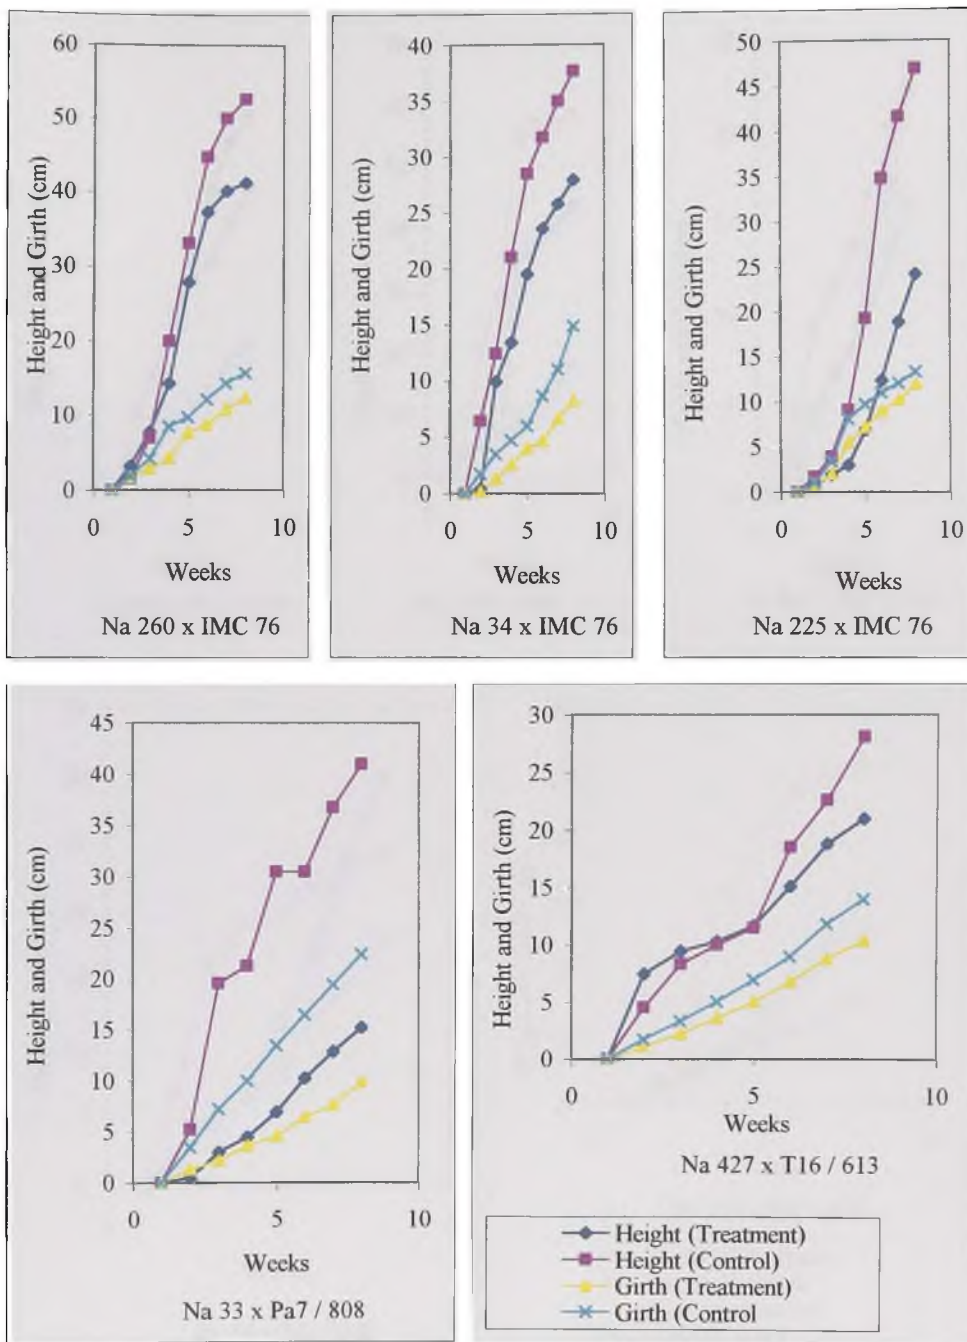 60
50
40
30
20
10
0
Height and Girth (cm)
0 5 10
Weeks
Na 260 x IMC 76
40
35
30
25
20
15
10
5
0
Height and Girth (cm)
0 5 10
Weeks
Na 34 x IMC 76
50
45
40
35
30
25
20
15
10
5
0
Height and Girth (cm)
0 5 10
Weeks
Na 225 x IMC 76
45
40
35
30
25
20
15
10
5
0
Height and Girth (cm)
0 5 10
Weeks
Na 33 x Pa7 / 808
30
25
20
15
10
5
0
Height and Girth (cm)
0 5 10
Weeks
Na 427 x T16 / 613
Height (Treatment)
Height (Control)
Girth (Treatment)
Girth (Control